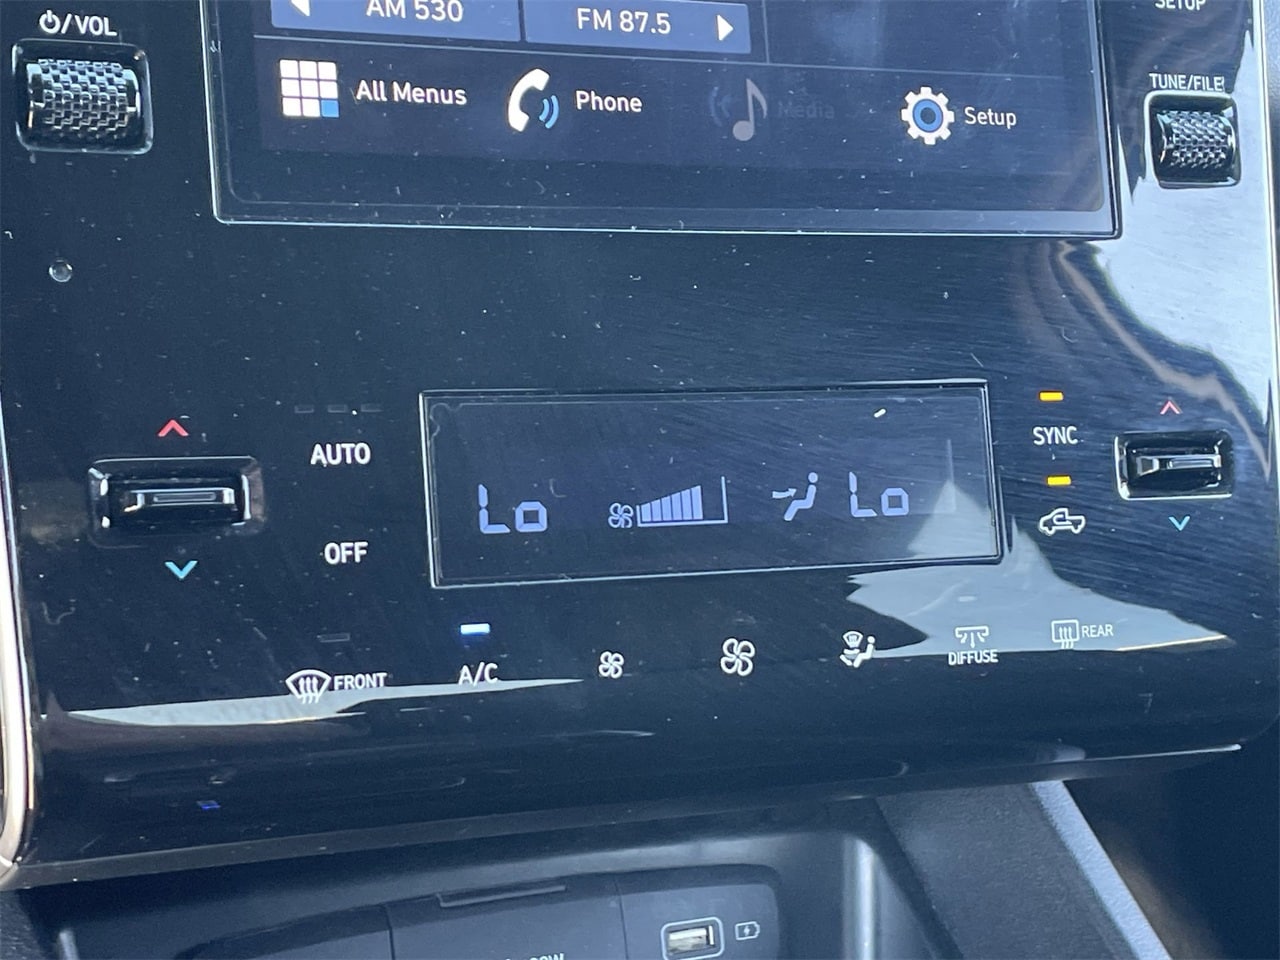 SETUP
/VOL
AM 530
FM 87.5
TUNE/FILE
All Menus
Phone
Media
Setup
AUTO
SYNC
Lo
Lo
OFF
FRONT
A/C
DIFFUSE
REAR